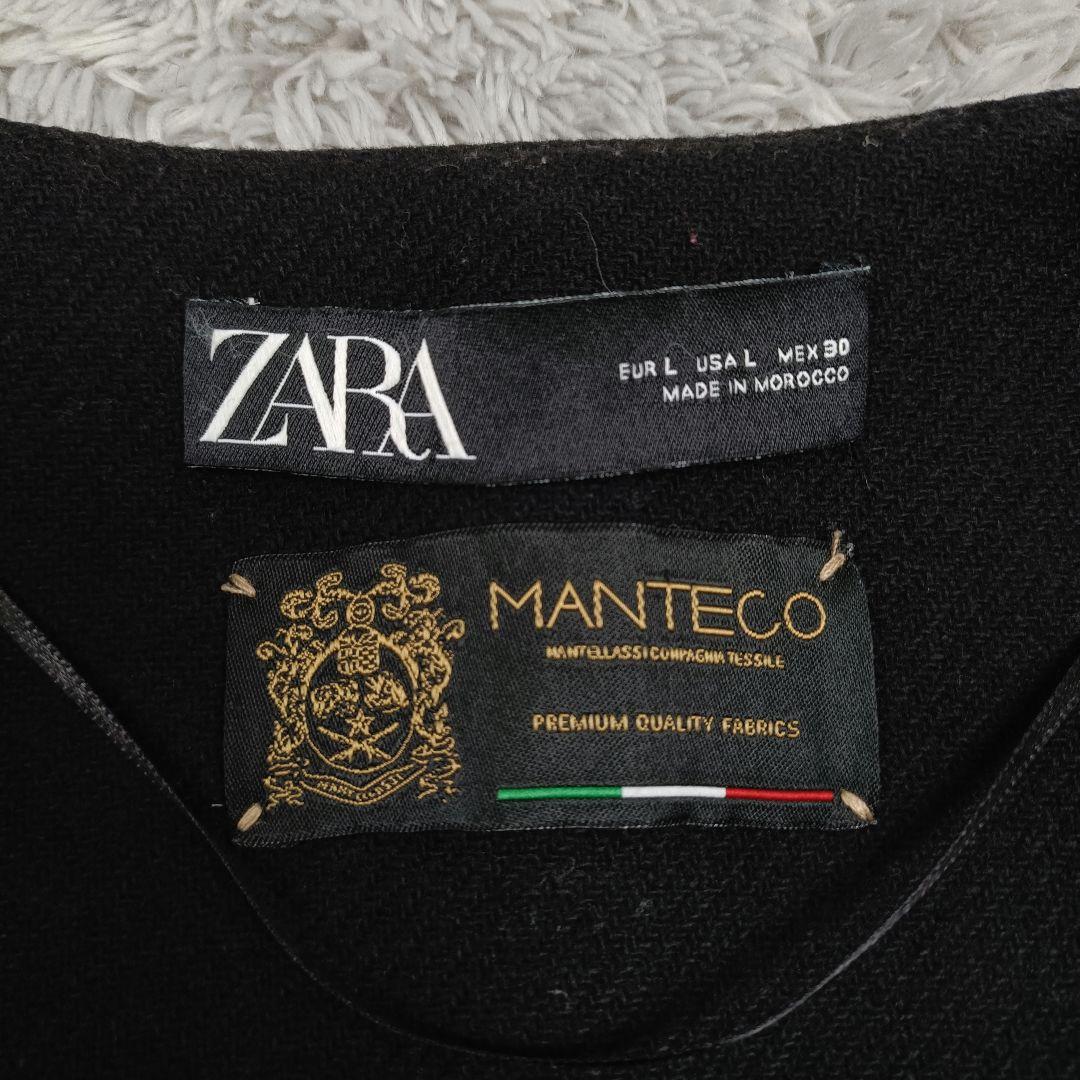 ZARA
EUR L USA L MEX 30
MADE IN MOROCCO
MANTECO
MANTELLASSI COMPAGNIA TESSILE
PREMIUM QUALITY FABRICS